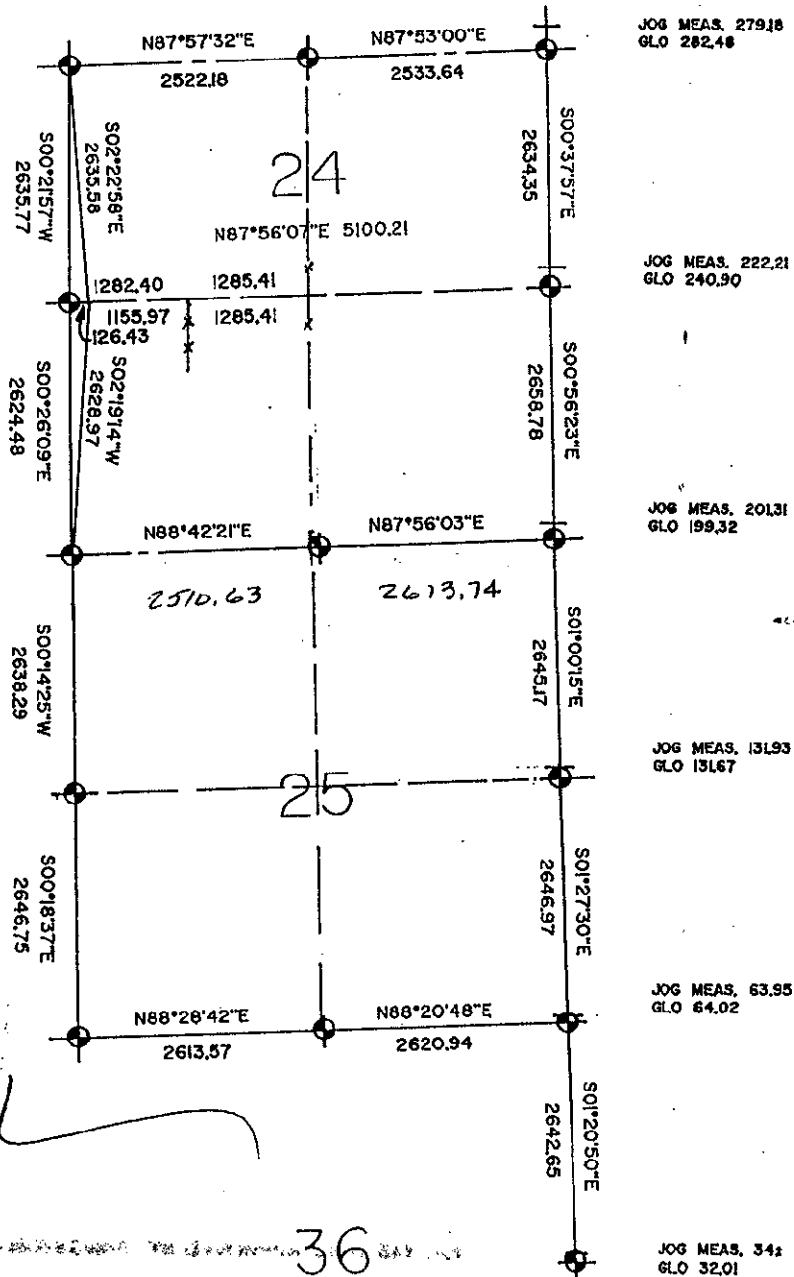 JOG MEAS. 279.18
GLO 282.48
N87°57'32"E
N87°53'00"E
2522.18
2533.64
S00°21'57"W
2635.77
S02°22'58"E
2635.58
24
S00°37'57"E
2634.35
N87°56'07"E 5100.21
JOG MEAS. 222.21
GLO 240.90
1282.40
1285.41
1155.97
1285.41
126.43
S00°26'09"E
2624.48
S02°19'14"W
2628.97
S00°56'23"E
2658.78
JOG MEAS. 201.31
GLO 199.32
N88°42'21"E
N87°56'03"E
2510.63
2613.74
S00°14'25"W
2638.29
S01°00'15"E
2645.17
JOG MEAS. 131.93
GLO 131.67
25
S00°18'37"E
2646.75
S01°27'30"E
2646.97
JOG MEAS. 63.95
GLO 64.02
N88°28'42"E
N88°20'48"E
2613.57
2620.94
S01°20'50"E
2642.65
36
JOG MEAS. 34±
GLO 32.01